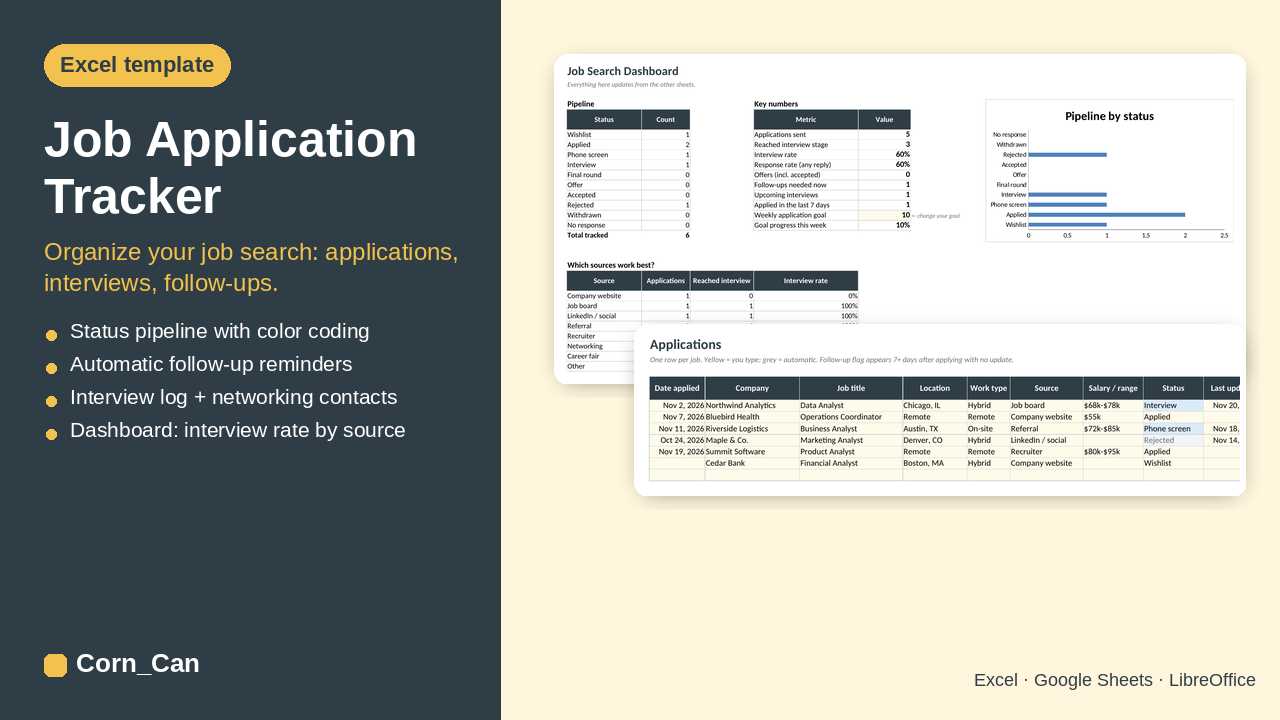 Excel template
Job Application
Tracker
Organize your job search: applications,
interviews, follow-ups.
Status pipeline with color coding
Automatic follow-up reminders
Interview log + networking contacts
Dashboard: interview rate by source
Corn_Can
Job Search Dashboard
Everything here updates from the other sheets.
Pipeline
Status Count
Wishlist 1
Applied 2
Phone screen 1
Interview 1
Final round 0
Offer 0
Accepted 0
Rejected 1
Withdrawn 0
No response 0
Total tracked 6
Key numbers
Metric Value
Applications sent 5
Reached interview stage 3
Interview rate 60%
Response rate (any reply) 60%
Offers (incl. accepted) 0
Follow-ups needed now 1
Upcoming interviews 1
Applied in the last 7 days 1
Weekly application goal 10 ← change your goal
Goal progress this week 10%
Pipeline by status
No response
Withdrawn
Rejected
Accepted
Offer
Final round
Interview
Phone screen
Applied
Wishlist
0 0.5 1 1.5 2 2.5
Which sources work best?
Source Applications Reached interview Interview rate
Company website 1 0 0%
Job board 1 1 100%
LinkedIn / social 1 1 100%
Referral
Recruiter
Networking
Career fair
Other
Applications
One row per job. Yellow = you type; grey = automatic. Follow-up flag appears 7+ days after applying with no update.
Date applied Company Job title Location Work type Source Salary / range Status Last upd
Nov 2, 2026 Northwind Analytics Data Analyst Chicago, IL Hybrid Job board $68k-$78k Interview Nov 20,
Nov 7, 2026 Bluebird Health Operations Coordinator Remote Remote Company website $55k Applied
Nov 11, 2026 Riverside Logistics Business Analyst Austin, TX On-site Referral $72k-$85k Phone screen Nov 18,
Oct 24, 2026 Maple & Co. Marketing Analyst Denver, CO Hybrid LinkedIn / social Rejected Nov 14,
Nov 19, 2026 Summit Software Product Analyst Remote Remote Recruiter $80k-$95k Applied
Cedar Bank Financial Analyst Boston, MA Hybrid Company website Wishlist
Excel · Google Sheets · LibreOffice